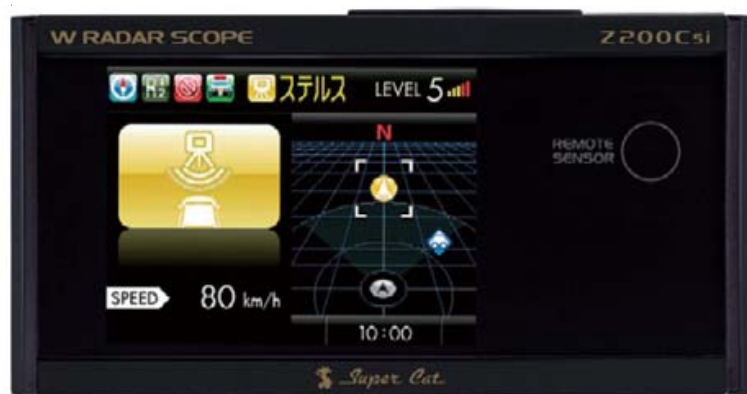 W RADAR SCOPE
Z200Csi
ステルス LEVEL 5
N
REMOTE
SENSOR
SPEED 80 km/h
10:00
Super Cat